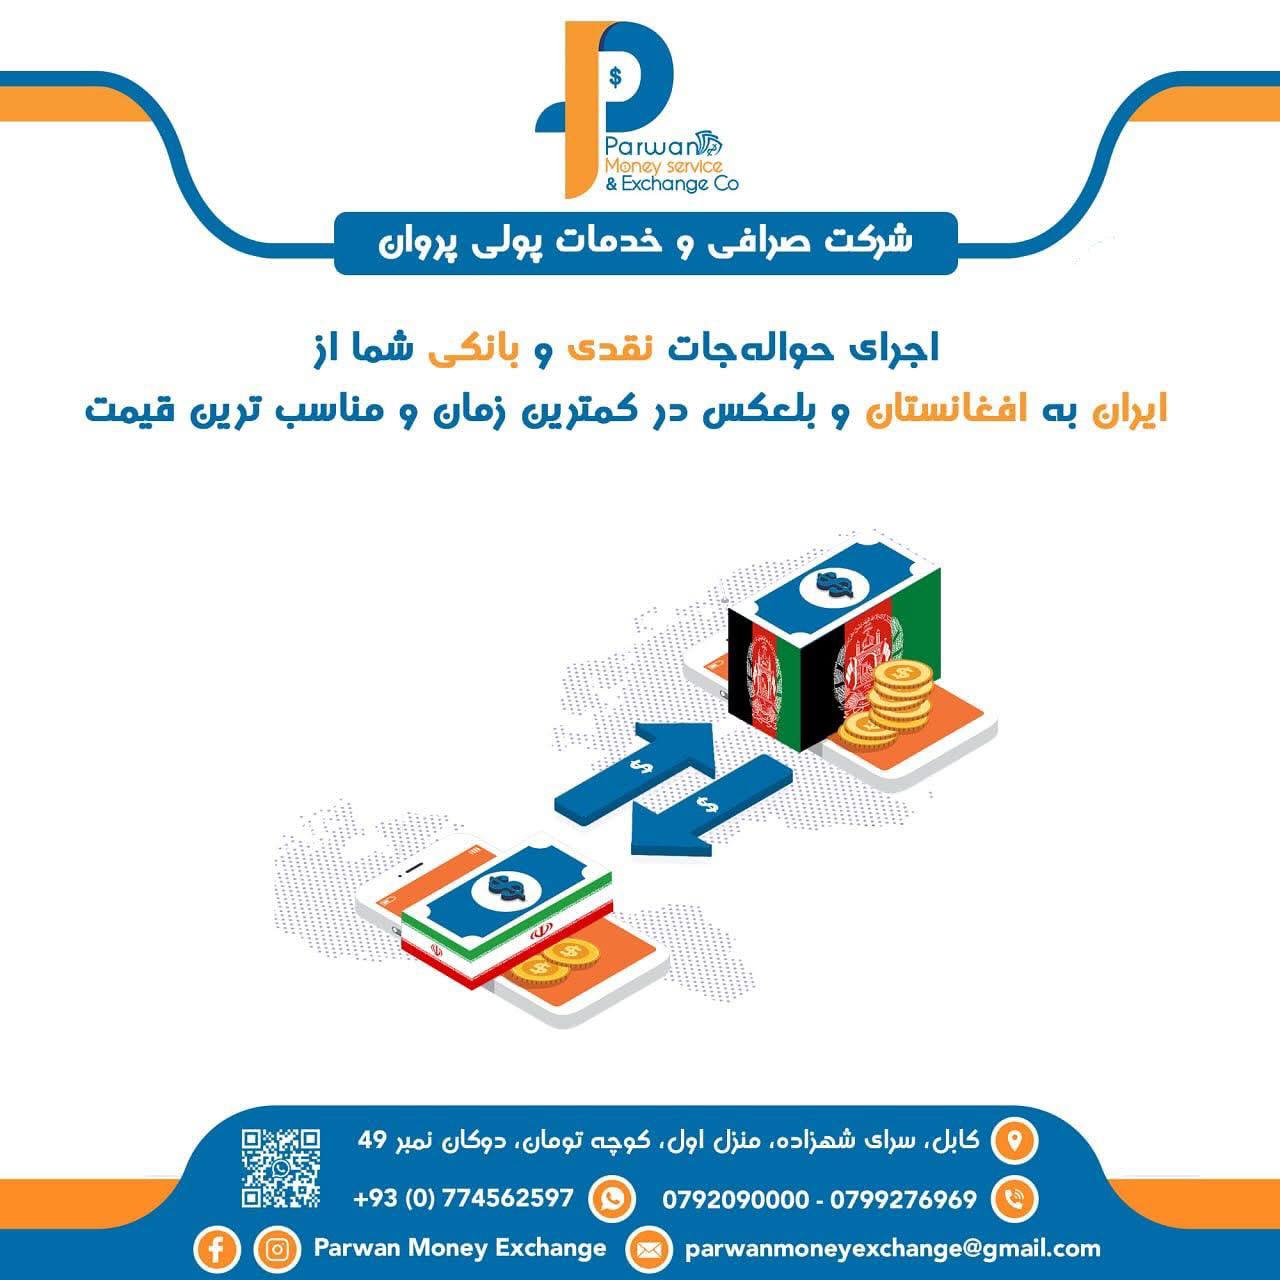 Parwan
Money service
& Exchange Co
شرکت صرافی و خدمات پولی پروان
اجرای حواله‌جات نقدی و بانکی شما از
ایران به افغانستان و بلعکس در کمترین زمان و مناسب ترین قیمت
کابل، سرای شهزاده، منزل اول، کوچه تومان، دوکان نمبر 49
0792090000 - 0799276969
+93 (0) 774562597
parwanmoneyexchange@gmail.com
Parwan Money Exchange